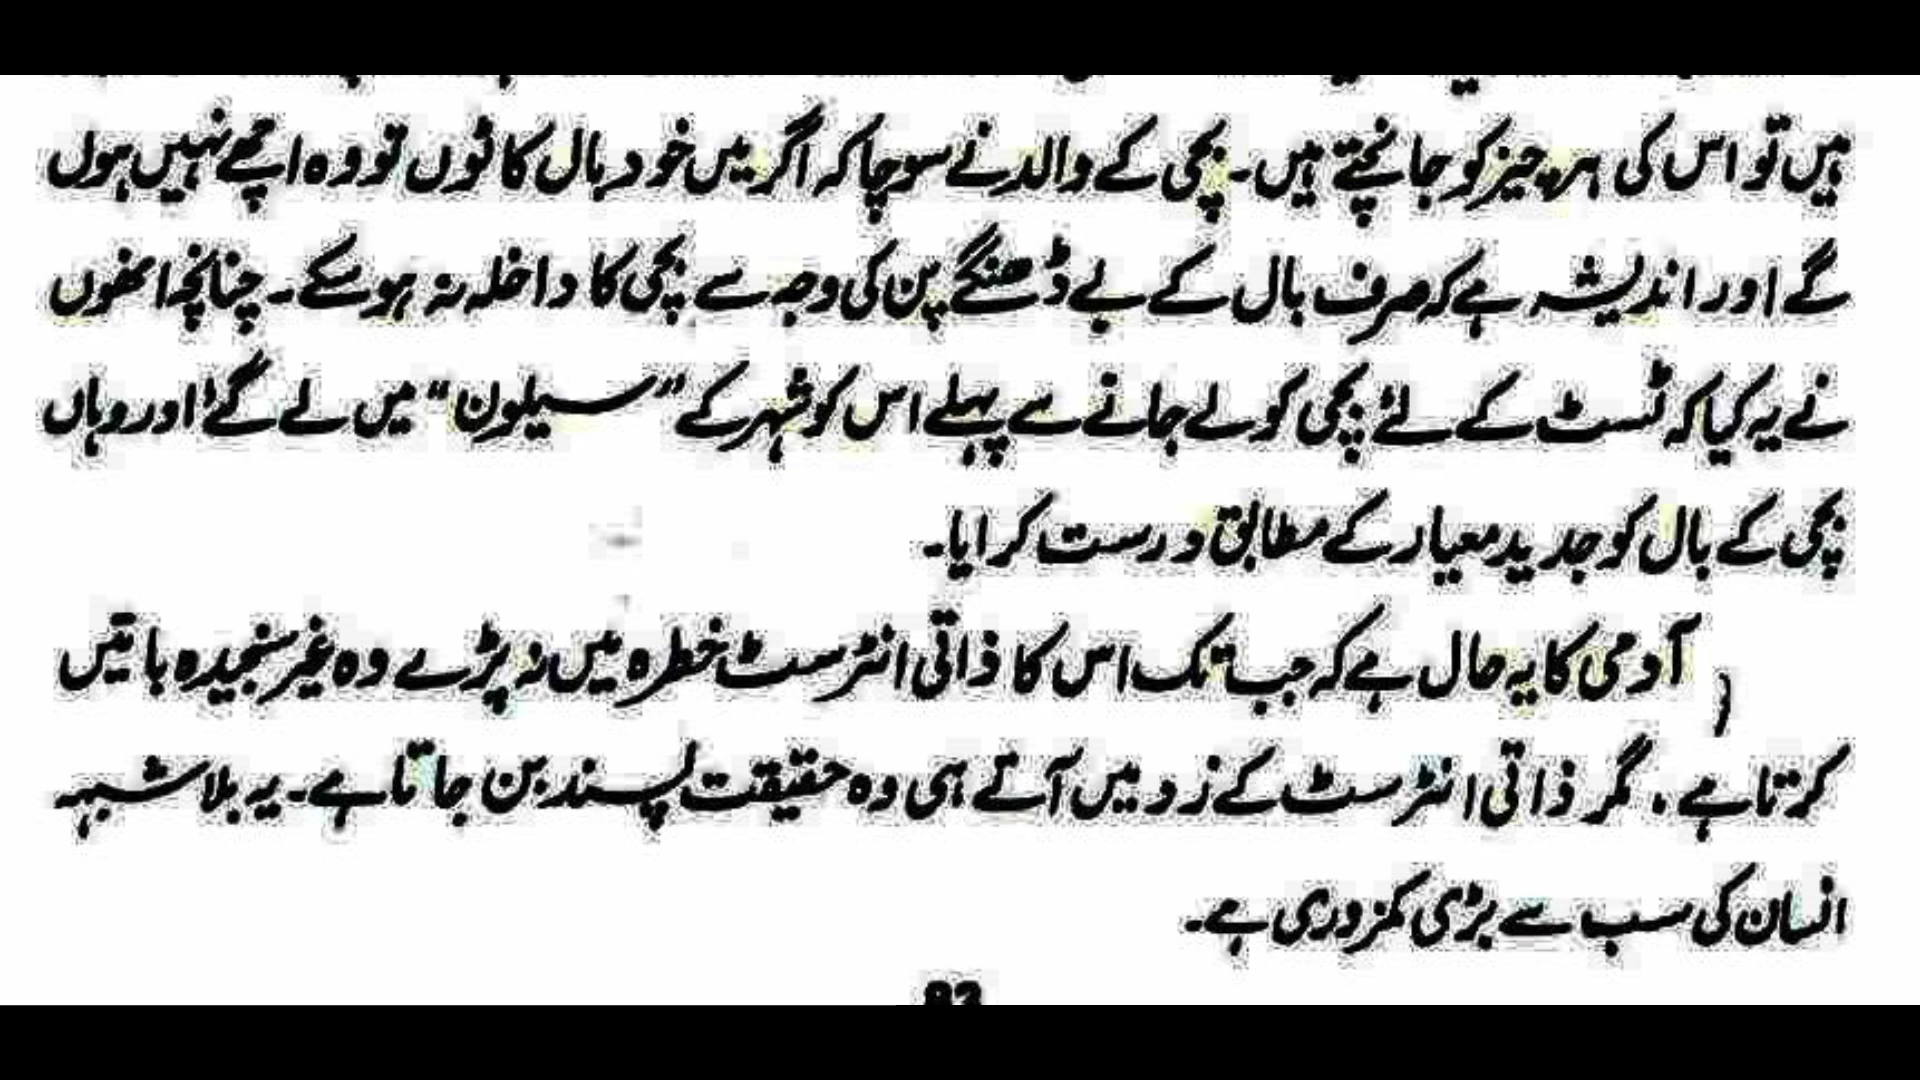 ہیں تو اس کی ہر چیز کو جانچتے ہیں۔ بچی کے والد نے سوچا کہ اگر میں خود بال کاٹوں تو وہ اچھے نہیں ہوں
گے اور اندیشہ ہے کہ صرف بال کے بے ڈھنگے پن کی وجہ سے بچی کا داخلہ نہ ہو سکے۔ چنانچہ انھوں
نے یہ کیا کہ ٹسٹ کے لئے بچی کو لے جانے سے پہلے اس کو شہر کے "سیلون" میں لے گئے اور وہاں
بچی کے بال کو جدید معیار کے مطابق درست کرایا۔
آدمی کا یہ حال ہے کہ جب تک اس کا ذاتی انٹرسٹ خطرہ میں نہ پڑے وہ غیر سنجیدہ باتیں
کرتا ہے، مگر ذاتی انٹرسٹ کے زد میں آتے ہی وہ حقیقت پسند بن جاتا ہے۔ یہ بلا شبہہ
انسان کی سب سے بڑی کمزوری ہے۔